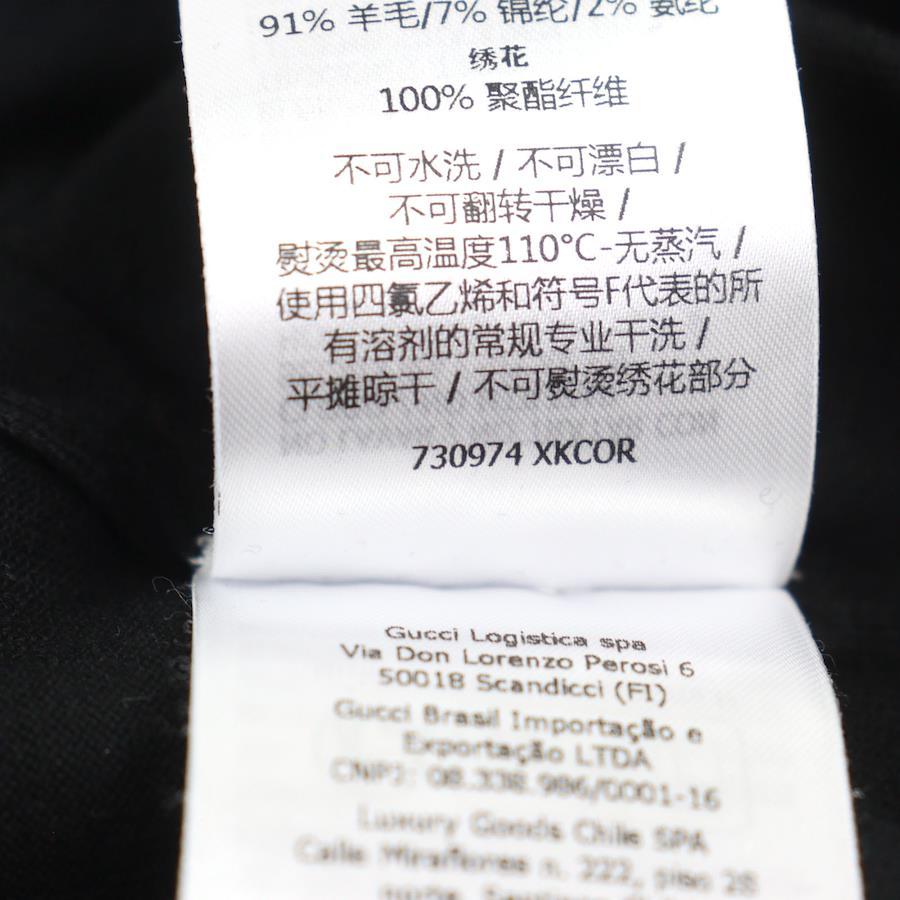 91% 羊毛/7% 锦纶/2% 氨纶
绣花
100% 聚酯纤维
不可水洗 / 不可漂白 /
不可翻转干燥 /
熨烫最高温度110°C-无蒸汽 /
使用四氯乙烯和符号F代表的所
有溶剂的常规专业干洗 /
平摊晾干 / 不可熨烫绣花部分
730974 XKCOR
Gucci Logistica spa
Via Don Lorenzo Perosi 6
50018 Scandicci (FI)
Gucci Brasil Importação e
Exportação LTDA
CNPJ: 08.338.986/0001-16
Luxury Goods Chile SPA
Calle Miraflores n. 222, piso 28